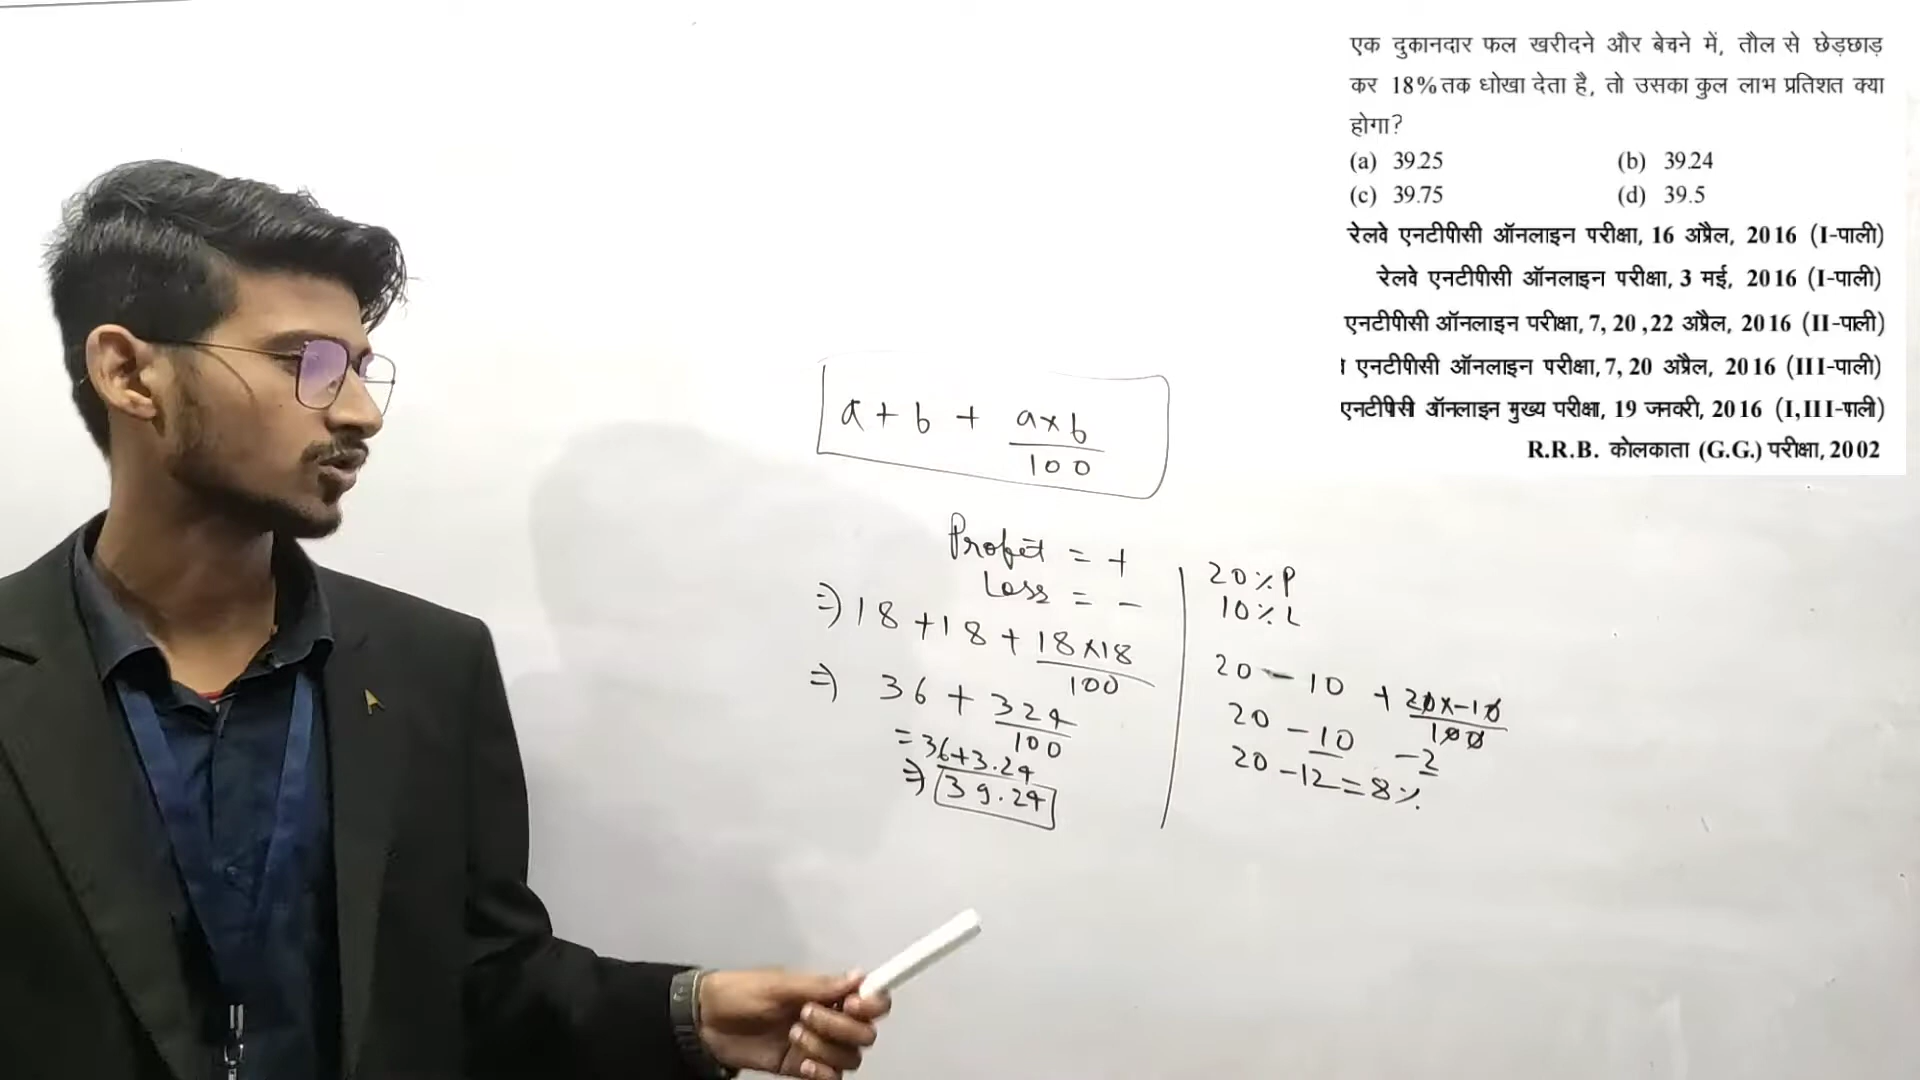 एक दुकानदार फल खरीदने और बेचने में, तौल से छेड़छाड़
कर 18% तक धोखा देता है, तो उसका कुल लाभ प्रतिशत क्या
होगा?
(a) 39.25 (b) 39.24
(c) 39.75 (d) 39.5
रेलवे एनटीपीसी ऑनलाइन परीक्षा, 16 अप्रैल, 2016 (I-पाली)
रेलवे एनटीपीसी ऑनलाइन परीक्षा, 3 मई, 2016 (I-पाली)
एनटीपीसी ऑनलाइन परीक्षा, 7, 20 ,22 अप्रैल, 2016 (II-पाली)
एनटीपीसी ऑनलाइन परीक्षा, 7, 20 अप्रैल, 2016 (III-पाली)
एनटीपीसी ऑनलाइन मुख्य परीक्षा, 19 जनवरी, 2016 (I,III-पाली)
R.R.B. कोलकाता (G.G.) परीक्षा, 2002
a + b + a×b
100
Profit = +
Loss = -
⇒ 18 + 18 + 18×18
100
⇒ 36 + 324
100
= 36+3.24
⇒ 39.24
20% P
10% L
20 - 10 + 20×-10
100
20 - 10 - 2
20 - 12 = 8%